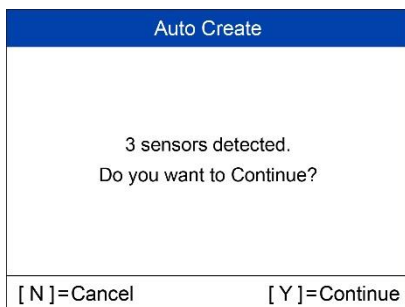 Auto Create
3 sensors detected.
Do you want to Continue?
[ N ]=Cancel [ Y ]=Continue